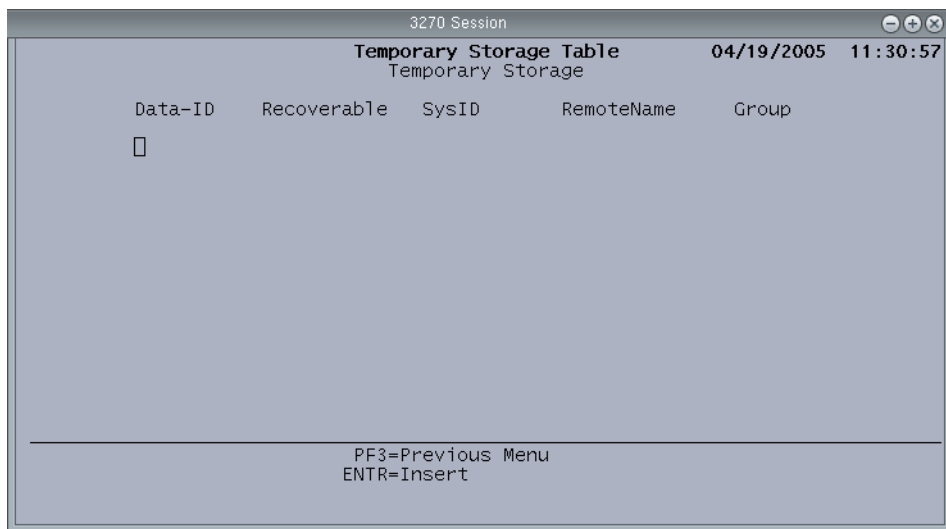 3270 Session
Temporary Storage Table 04/19/2005 11:30:57
Temporary Storage
Data-ID Recoverable SysID RemoteName Group
PF3=Previous Menu
ENTR=Insert